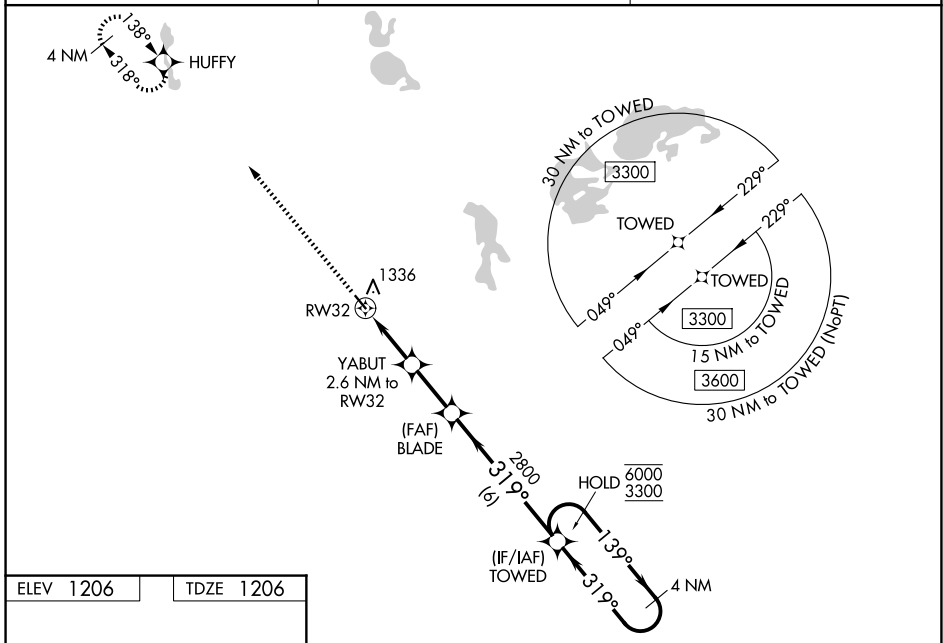 138°
4 NM
318°
HUFFY
30 NM to TOWED
3300
229°
TOWED
049°
229°
TOWED
049°
3300
15 NM to TOWED
3600
30 NM to TOWED (NoPT)
1336
RW32
YABUT
2.6 NM to
RW32
(FAF)
BLADE
2800
319°
(6)
HOLD 6000
3300
139°
(IF/IAF)
TOWED
319°
4 NM
ELEV 1206
TDZE 1206